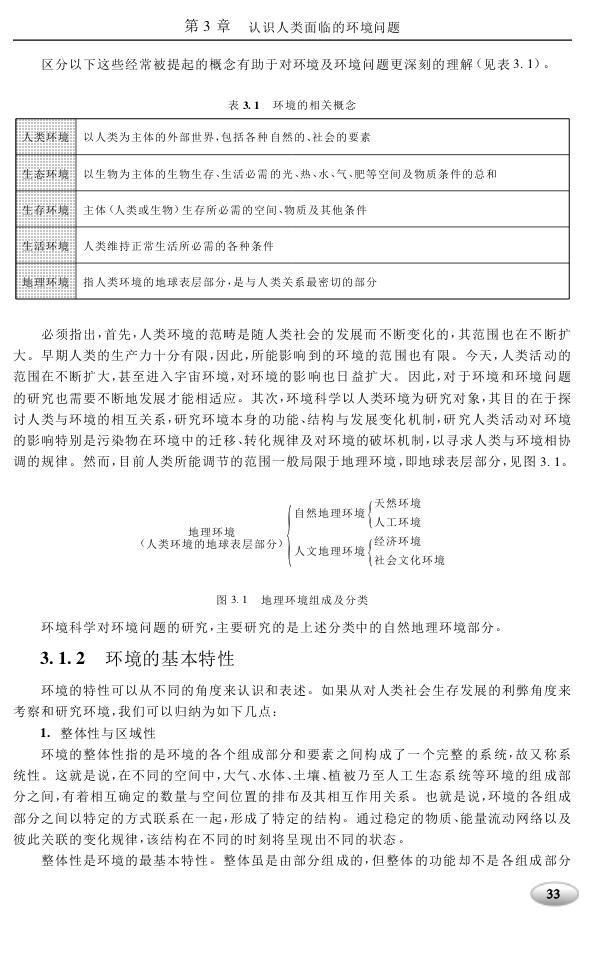 第 3 章 认识人类面临的环境问题
区分以下这些经常被提起的概念有助于对环境及环境问题更深刻的理解(见表 3. 1)。
表 3. 1 环境的相关概念
人类环境 以人类为主体的外部世界,包括各种自然的、社会的要素
生态环境 以生物为主体的生物生存、生活必需的光、热、水、气、肥等空间及物质条件的总和
生存环境 主体(人类或生物)生存所必需的空间、物质及其他条件
生活环境 人类维持正常生活所必需的各种条件
地理环境 指人类环境的地球表层部分,是与人类关系最密切的部分
必须指出,首先,人类环境的范畴是随人类社会的发展而不断变化的,其范围也在不断扩
大。早期人类的生产力十分有限,因此,所能影响到的环境的范围也有限。今天,人类活动的
范围在不断扩大,甚至进入宇宙环境,对环境的影响也日益扩大。因此,对于环境和环境问题
的研究也需要不断地发展才能相适应。其次,环境科学以人类环境为研究对象,其目的在于探
讨人类与环境的相互关系,研究环境本身的功能、结构与发展变化机制,研究人类活动对环境
的影响特别是污染物在环境中的迁移、转化规律及对环境的破坏机制,以寻求人类与环境相协
调的规律。然而,目前人类所能调节的范围一般局限于地理环境,即地球表层部分,见图 3. 1。
地理环境
(人类环境的地球表层部分)
自然地理环境
天然环境
人工环境
人文地理环境
经济环境
社会文化环境
图 3. 1 地理环境组成及分类
环境科学对环境问题的研究,主要研究的是上述分类中的自然地理环境部分。
3. 1. 2 环境的基本特性
环境的特性可以从不同的角度来认识和表述。如果从对人类社会生存发展的利弊角度来
考察和研究环境,我们可以归纳为如下几点:
1. 整体性与区域性
环境的整体性指的是环境的各个组成部分和要素之间构成了一个完整的系统,故又称系
统性。这就是说,在不同的空间中,大气、水体、土壤、植被乃至人工生态系统等环境的组成部
分之间,有着相互确定的数量与空间位置的排布及其相互作用关系。也就是说,环境的各组成
部分之间以特定的方式联系在一起,形成了特定的结构。通过稳定的物质、能量流动网络以及
彼此关联的变化规律,该结构在不同的时刻将呈现出不同的状态。
整体性是环境的最基本特性。整体虽是由部分组成的,但整体的功能却不是各组成部分
33